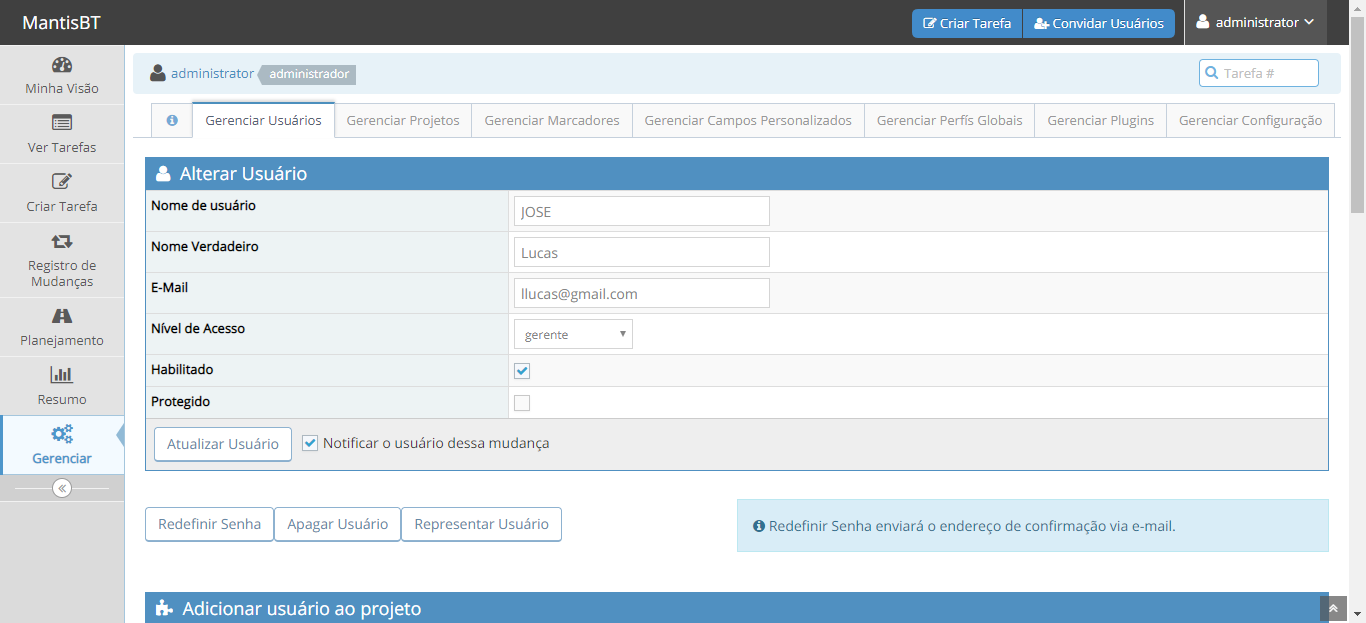 MantisBT
Criar Tarefa
Convidar Usuários
administrator
Minha Visão
Ver Tarefas
Criar Tarefa
Registro de
Mudanças
Planejamento
Resumo
Gerenciar
administrator administrador
Tarefa #
Gerenciar Usuários
Gerenciar Projetos
Gerenciar Marcadores
Gerenciar Campos Personalizados
Gerenciar Perfís Globais
Gerenciar Plugins
Gerenciar Configuração
Alterar Usuário
Nome de usuário
JOSE
Nome Verdadeiro
Lucas
E-Mail
llucas@gmail.com
Nível de Acesso
gerente
Habilitado
Protegido
Atualizar Usuário
Notificar o usuário dessa mudança
Redefinir Senha
Apagar Usuário
Representar Usuário
Redefinir Senha enviará o endereço de confirmação via e-mail.
Adicionar usuário ao projeto